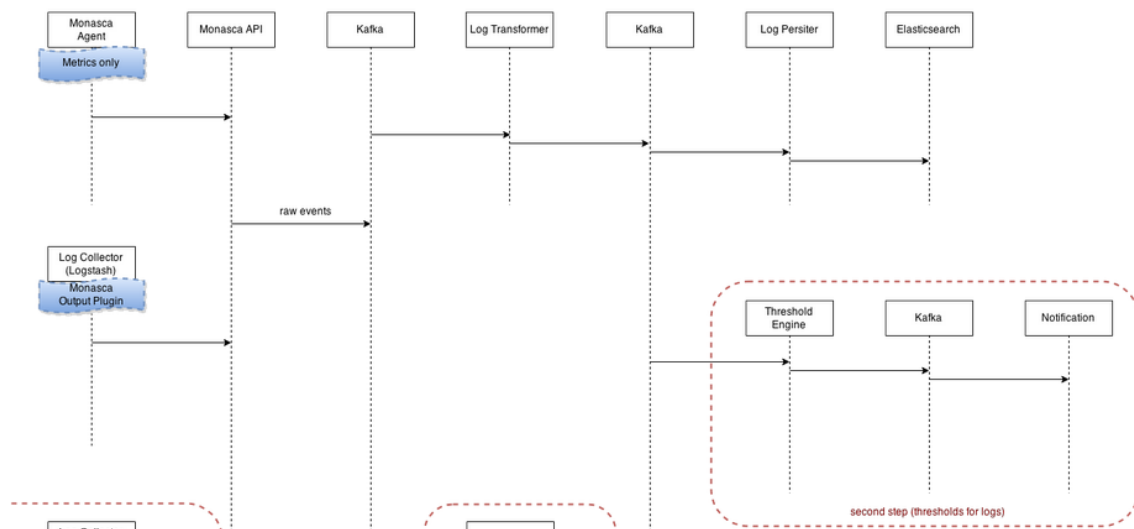 Monasca
Agent
Monasca API
Kafka
Log Transformer
Kafka
Log Persiter
Elasticsearch
Metrics only
raw events
Log Collector
(Logstash)
Monasca
Output Plugin
Threshold
Engine
Kafka
Notification
second step (thresholds for logs)